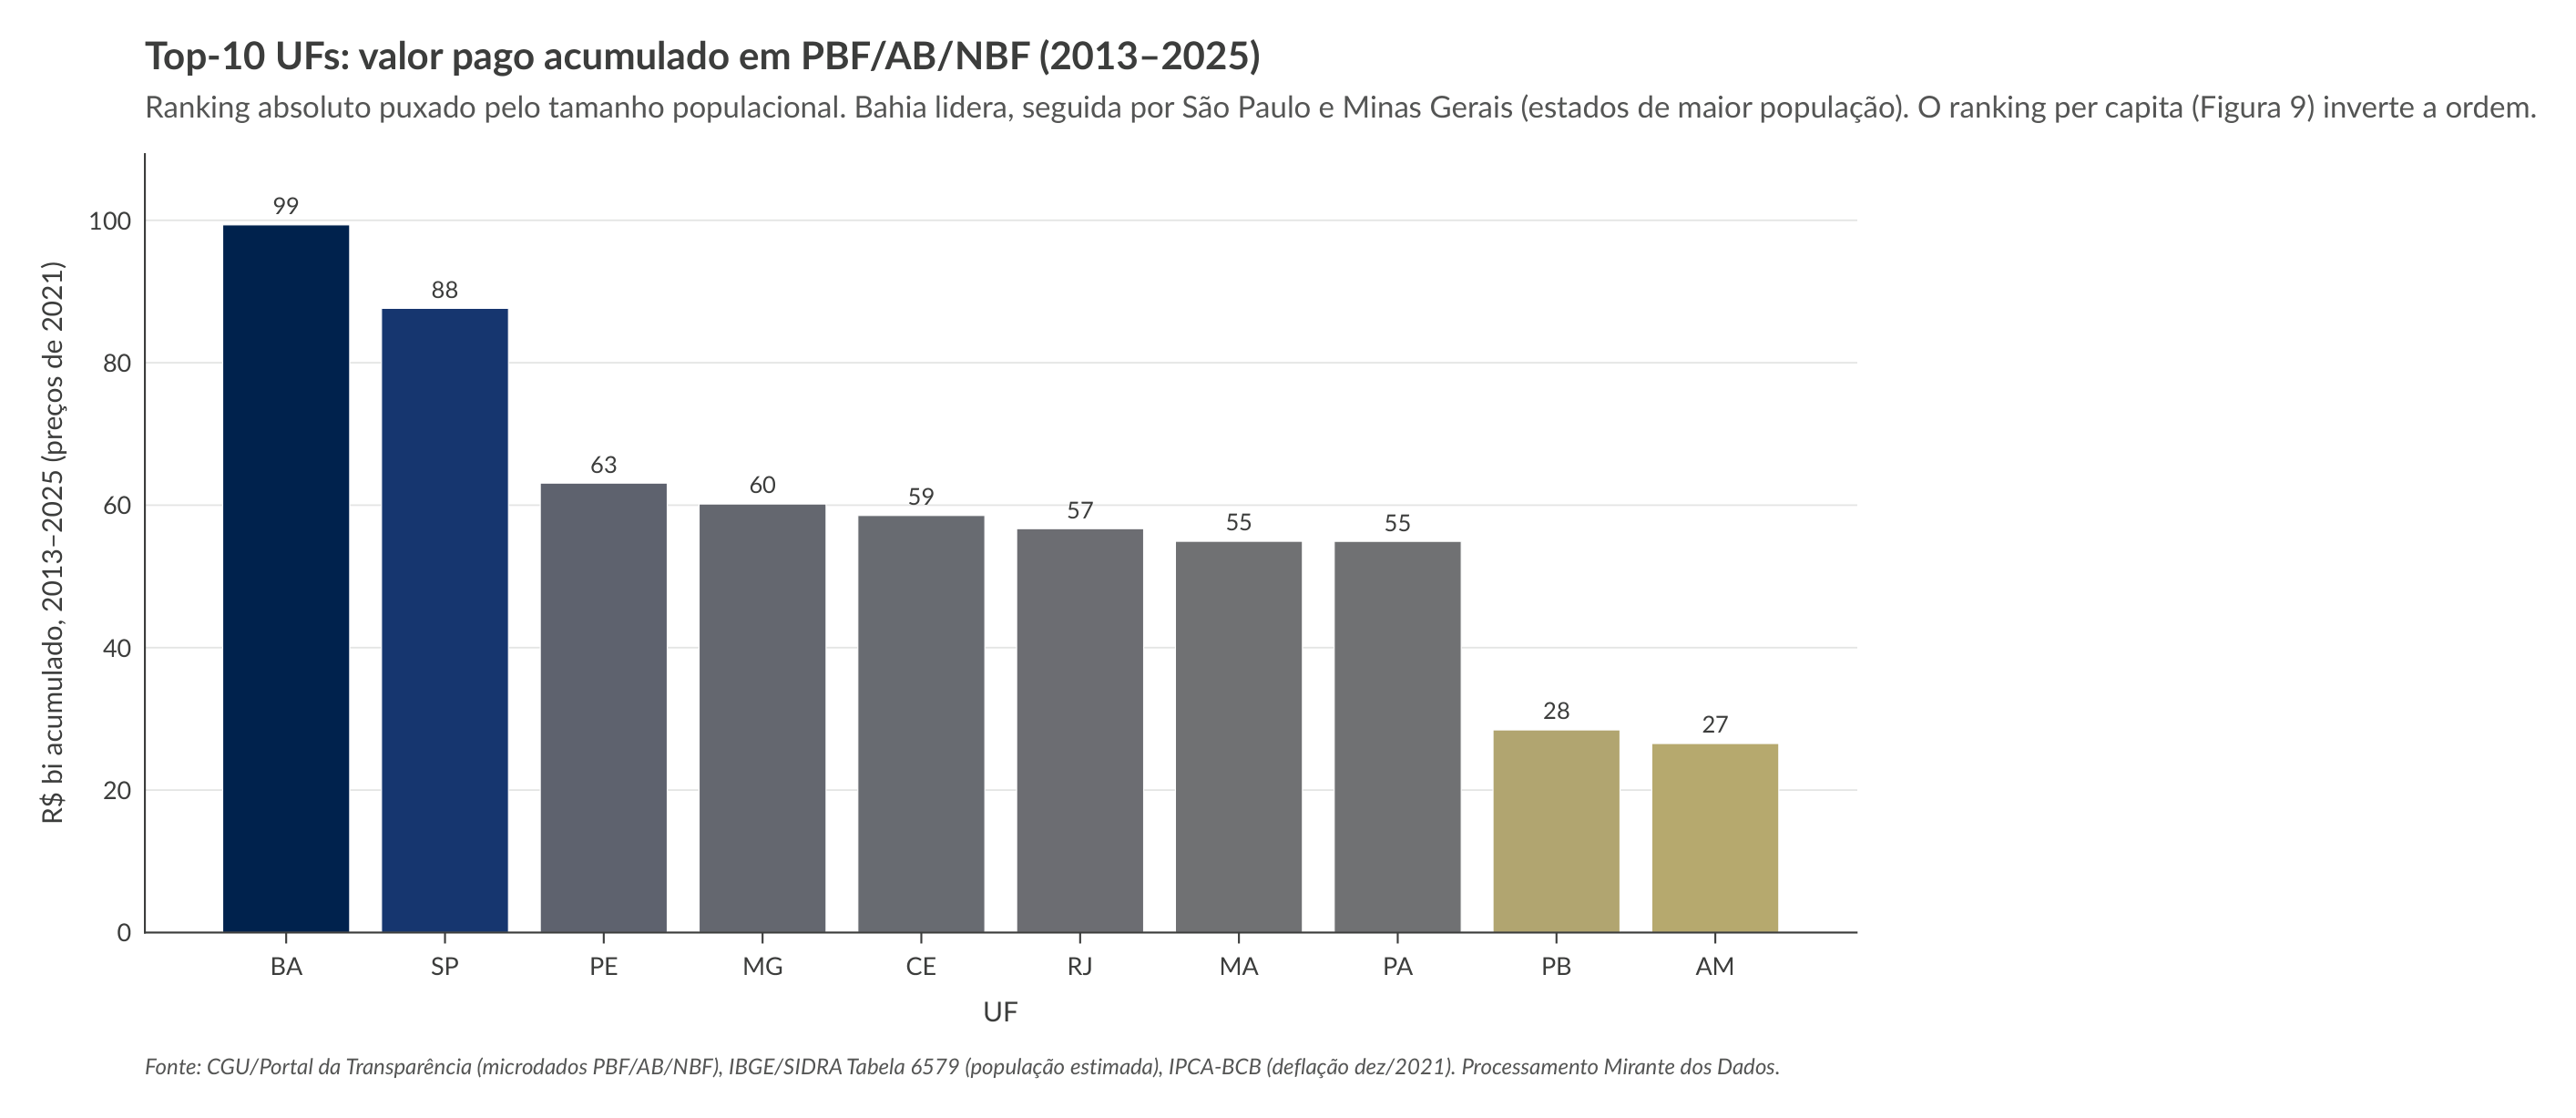 Top-10 UFs: valor pago acumulado em PBF/AB/NBF (2013–2025)
Ranking absoluto puxado pelo tamanho populacional. Bahia lidera, seguida por São Paulo e Minas Gerais (estados de maior população). O ranking per capita (Figura 9) inverte a ordem.
R$ bi acumulado, 2013–2025 (preços de 2021)
100
80
60
40
20
0
99
88
63
60
59
57
55
55
28
27
BA
SP
PE
MG
CE
RJ
MA
PA
PB
AM
UF
Fonte: CGU/Portal da Transparência (microdados PBF/AB/NBF), IBGE/SIDRA Tabela 6579 (população estimada), IPCA-BCB (deflação dez/2021). Processamento Mirante dos Dados.